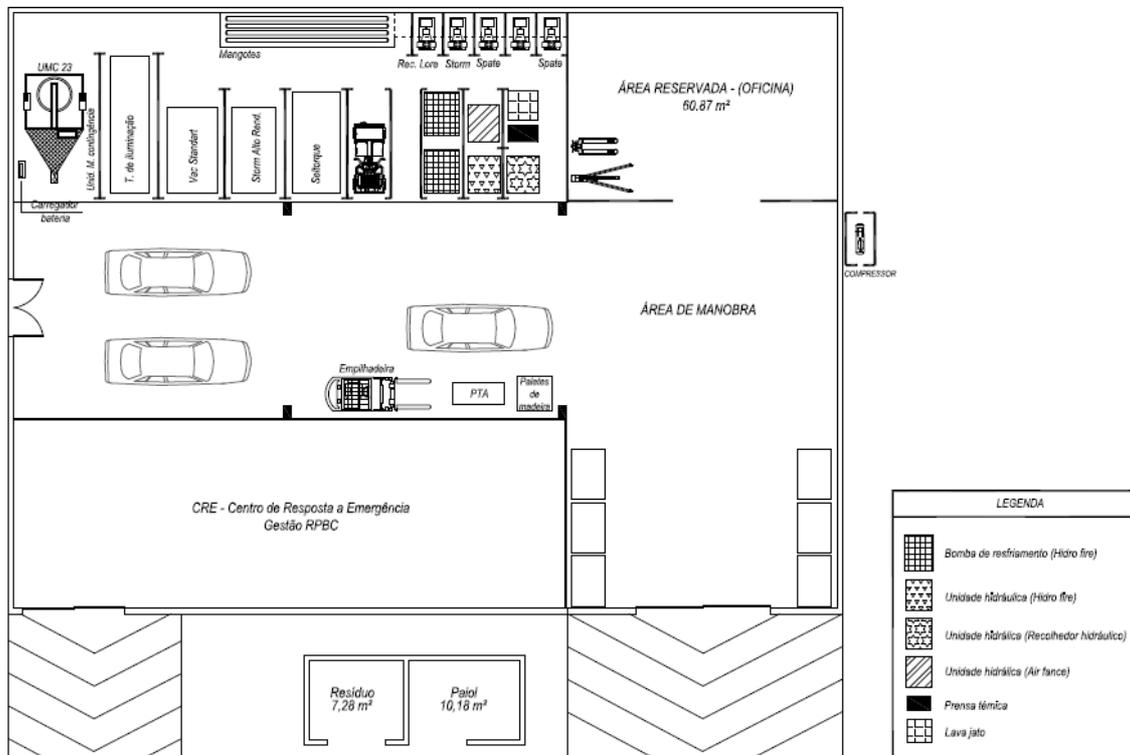 Mangotes
Rec. Lore
Storm
Spate
Spate
UMC 23
Unid. M. contingência
T. de iluminação
Vac Standart
Storm Alto Rend.
Seltorque
ÁREA RESERVADA - (OFICINA)
60.87 m²
Carregador
bateria
COMPRESSOR
ÁREA DE MANOBRA
Empilhadeira
PTA
Paletes
de
madeira
CRE - Centro de Resposta a Emergência
Gestão RPBC
Resíduo
7,28 m²
Paiol
10,18 m²
LEGENDA
Bomba de resfriamento (Hidro fire)
Unidade hidráulica (Hidro fire)
Unidade hidrálica (Recolhedor hidráulico)
Unidade hidrálica (Air fance)
Prensa témica
Lava jato